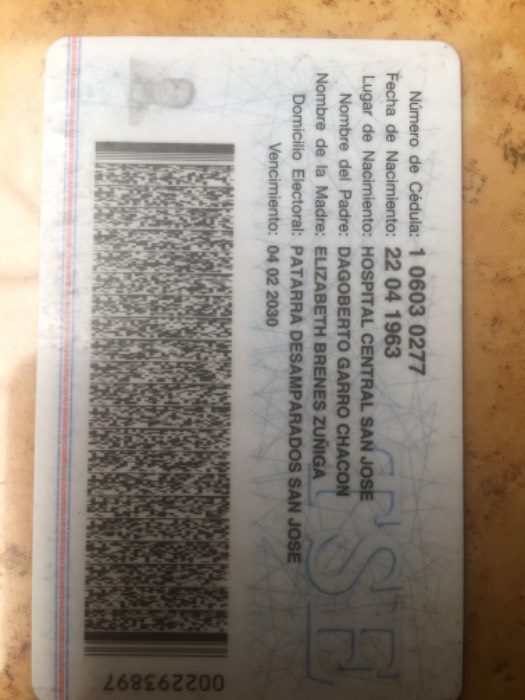 Número de Cédula: 1 0603 0277
Fecha de Nacimiento: 22 04 1963
Lugar de Nacimiento: HOSPITAL CENTRAL SAN JOSE
Nombre del Padre: DAGOBERTO GARRO CHACON
Nombre de la Madre: ELIZABETH BRENES ZUÑIGA
Domicilio Electoral: PATARRA DESAMPARADOS SAN JOSE
Vencimiento: 04 02 2030
TSE
002293897